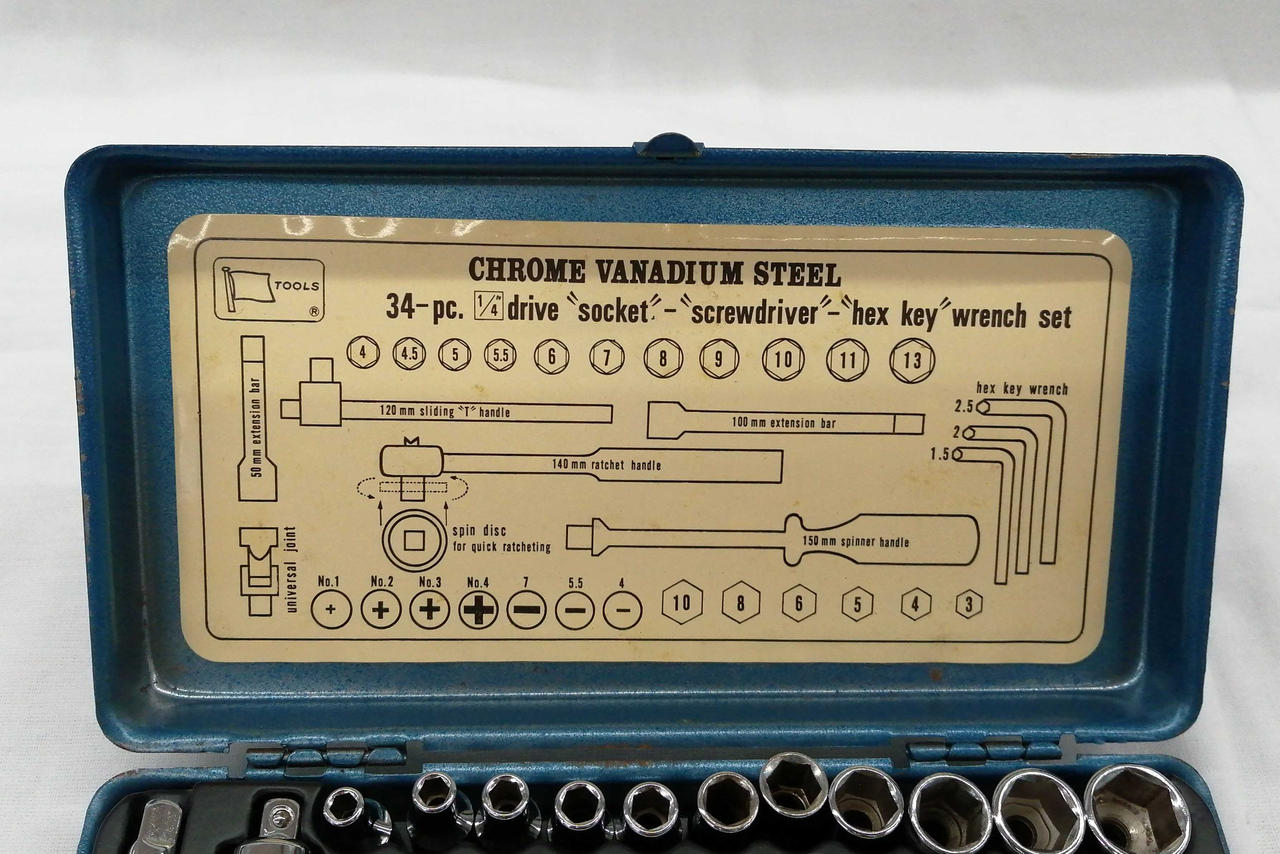 TOOLS
®
CHROME VANADIUM STEEL
34-pc. 1/4" drive "socket"-"screwdriver"-"hex key" wrench set
4 4.5 5 5.5 6 7 8 9 10 11 13
hex key wrench
2.5
2
1.5
50 mm extension bar
120 mm sliding "T" handle
100 mm extension bar
140 mm ratchet handle
spin disc
for quick ratcheting
150 mm spinner handle
universal joint
No.1 No.2 No.3 No.4 7 5.5 4
10 8 6 5 4 3